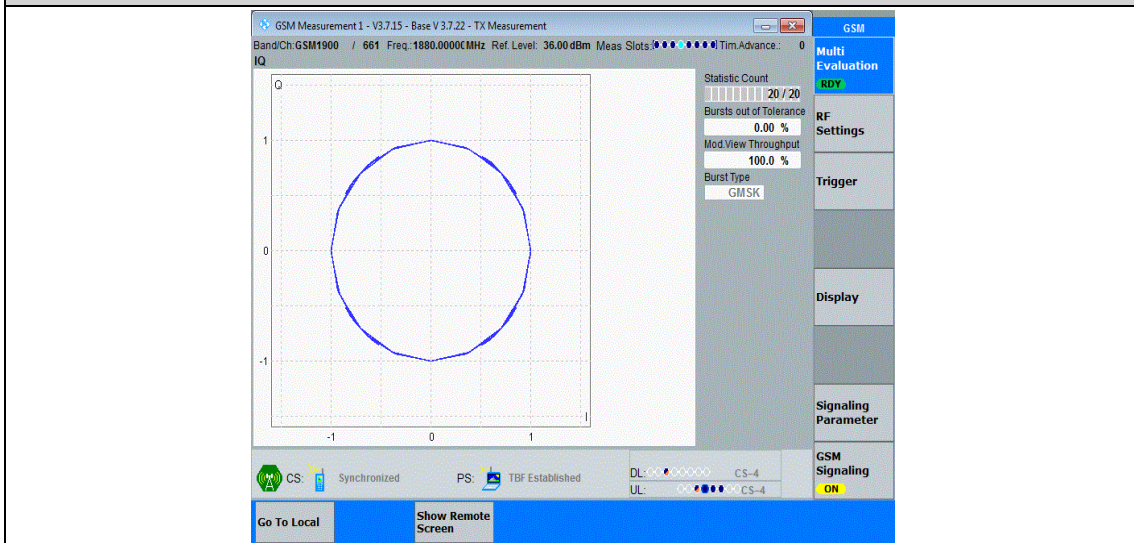 GSM Measurement 1 - V3.7.15 - Base V 3.7.22 - TX Measurement
GSM
Band/Ch:GSM1900 / 661 Freq.:1880.0000CMHz Ref. Level: 36.00 dBm Meas Slots: Tim.Advance.: 0
IQ
Multi
Evaluation
RDY
Q
Statistic Count
20 / 20
Bursts out of Tolerance
0.00 %
Mod.View Throughput
100.0 %
Burst Type
GMSK
1
0
-1
I
-1 0 1
RF
Settings
Trigger
Display
Signaling
Parameter
GSM
Signaling
ON
CS: Synchronized PS: TBF Established
DL: CS-4
UL: CS-4
Go To Local
Show Remote
Screen